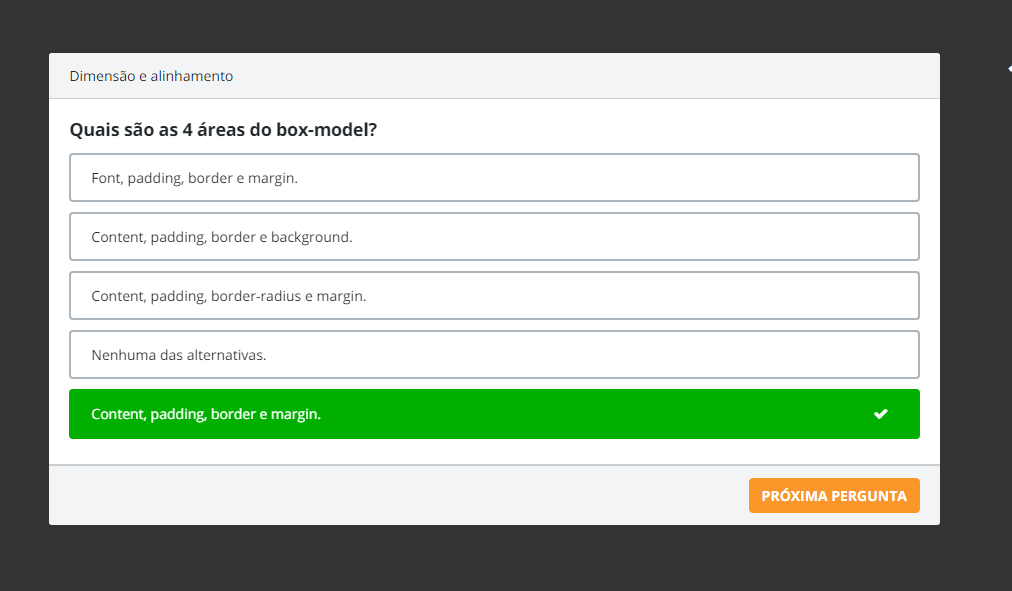 Dimensão e alinhamento
Quais são as 4 áreas do box-model?
Font, padding, border e margin.
Content, padding, border e background.
Content, padding, border-radius e margin.
Nenhuma das alternativas.
Content, padding, border e margin.
PRÓXIMA PERGUNTA